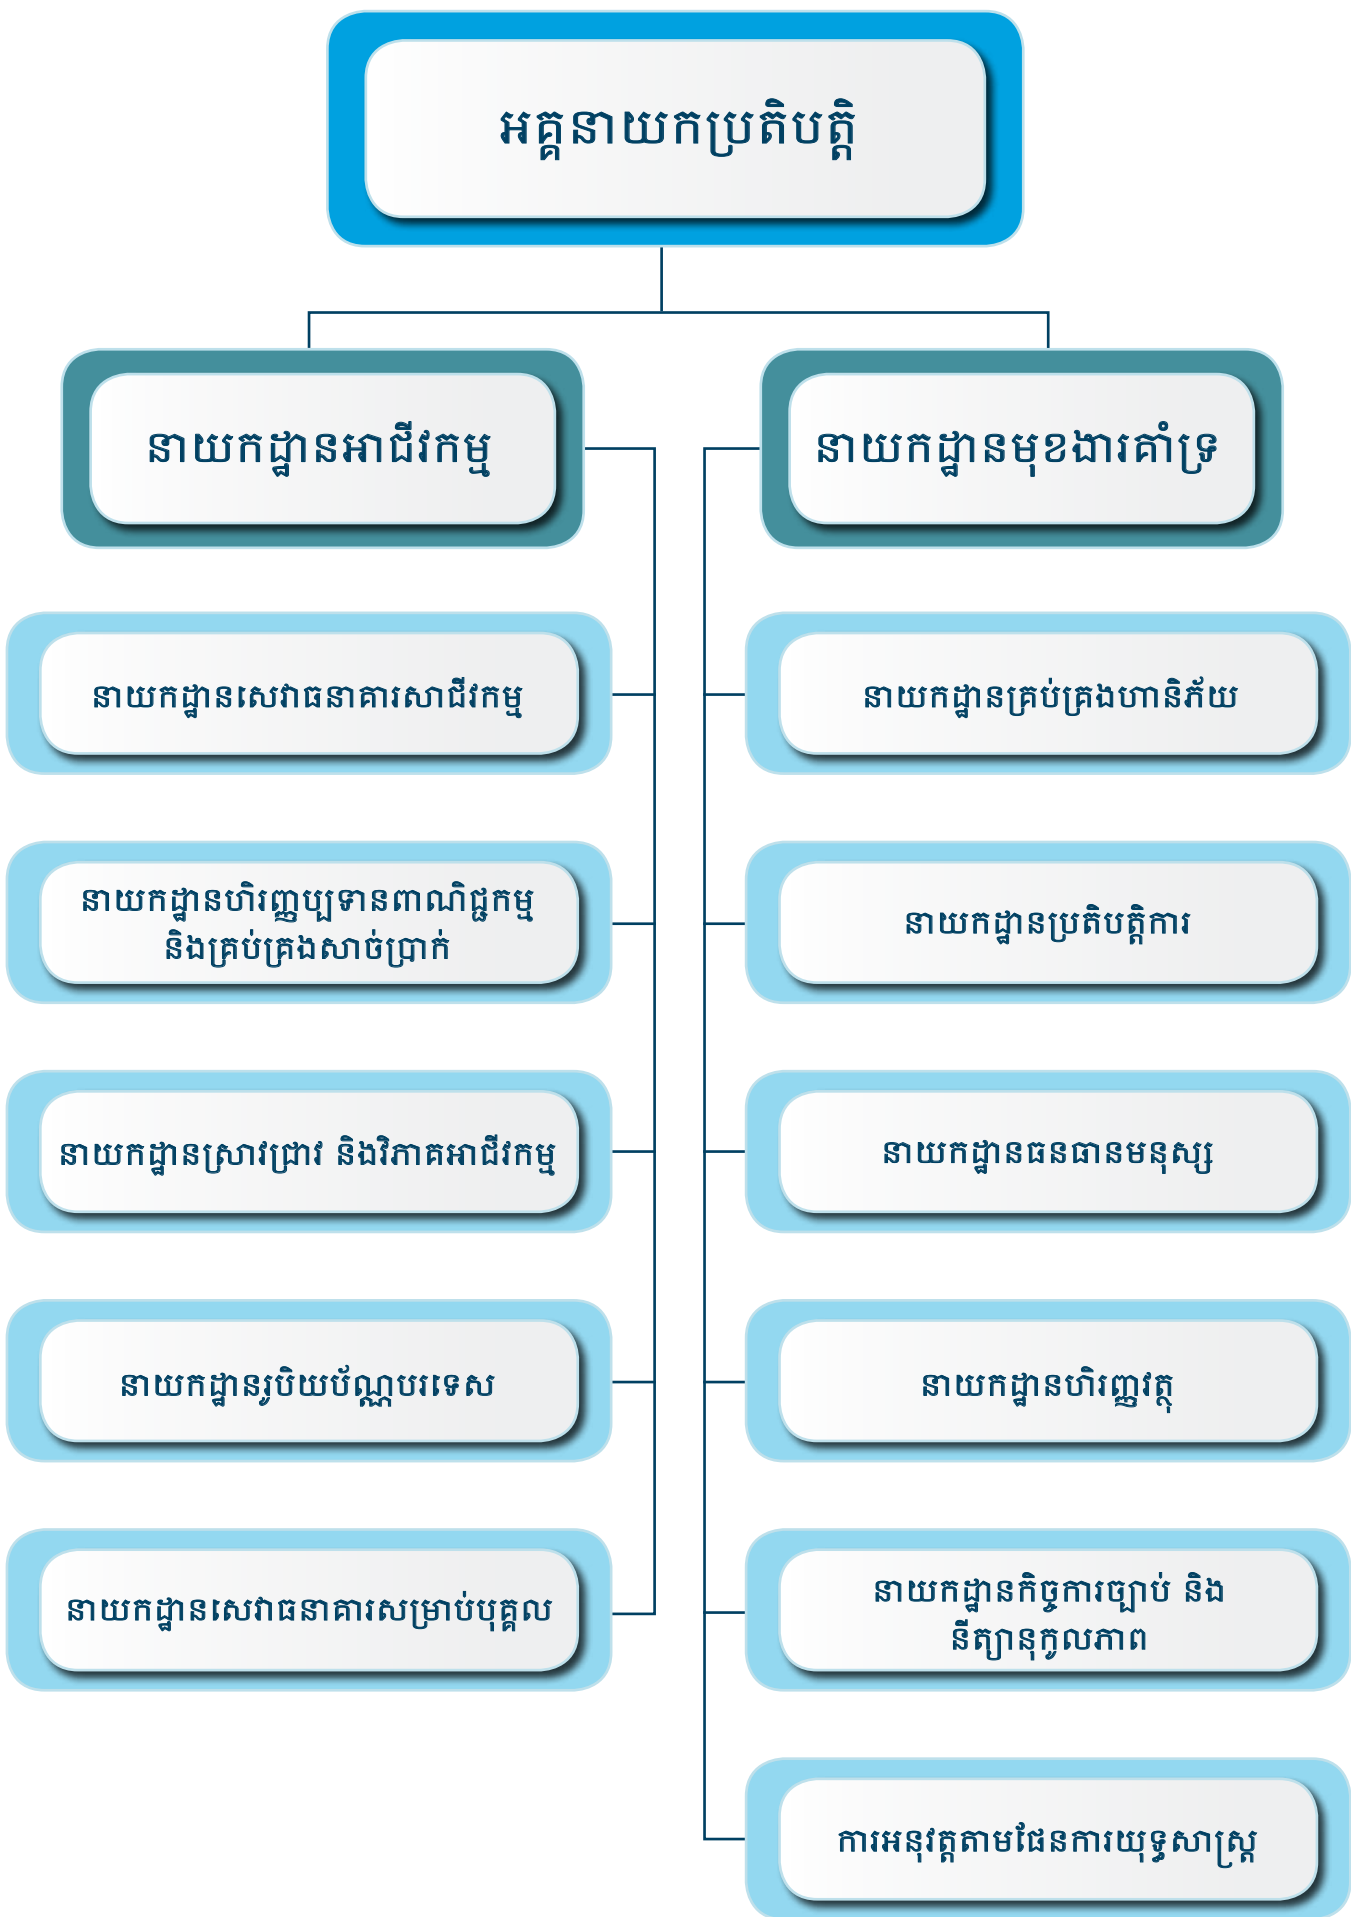 អគ្គនាយកប្រតិបត្តិ
នាយកដ្ឋានអាជីវកម្ម
នាយកដ្ឋានសេវាធនាគារសាជីវកម្ម
នាយកដ្ឋានហិរញ្ញប្បទានពាណិជ្ជកម្ម
និងគ្រប់គ្រងសាច់ប្រាក់
នាយកដ្ឋានស្រាវជ្រាវ និងវិភាគអាជីវកម្ម
នាយកដ្ឋានរូបិយប័ណ្ណបរទេស
នាយកដ្ឋានសេវាធនាគារសម្រាប់បុគ្គល
នាយកដ្ឋានមុខងារគាំទ្រ
នាយកដ្ឋានគ្រប់គ្រងហានិភ័យ
នាយកដ្ឋានប្រតិបត្តិការ
នាយកដ្ឋានធនធានមនុស្ស
នាយកដ្ឋានហិរញ្ញវត្ថុ
នាយកដ្ឋានកិច្ចការច្បាប់ និង
នីត្យានុកូលភាព
ការអនុវត្តតាមផែនការយុទ្ធសាស្ត្រ